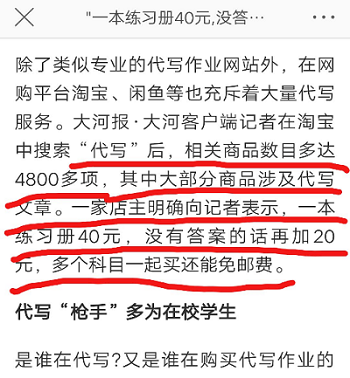 "一本练习册40元,没答…
除了类似专业的代写作业网站外，在网
购平台淘宝、闲鱼等也充斥着大量代写
服务。大河报·大河客户端记者在淘宝
中搜索“代写”后，相关商品数目多达
4800多项，其中大部分商品涉及代写
文章。一家店主明确向记者表示，一本
练习册40元，没有答案的话再加20
元，多个科目一起买还能免邮费。
代写“枪手”多为在校学生
是谁在代写?又是谁在购买代写作业的